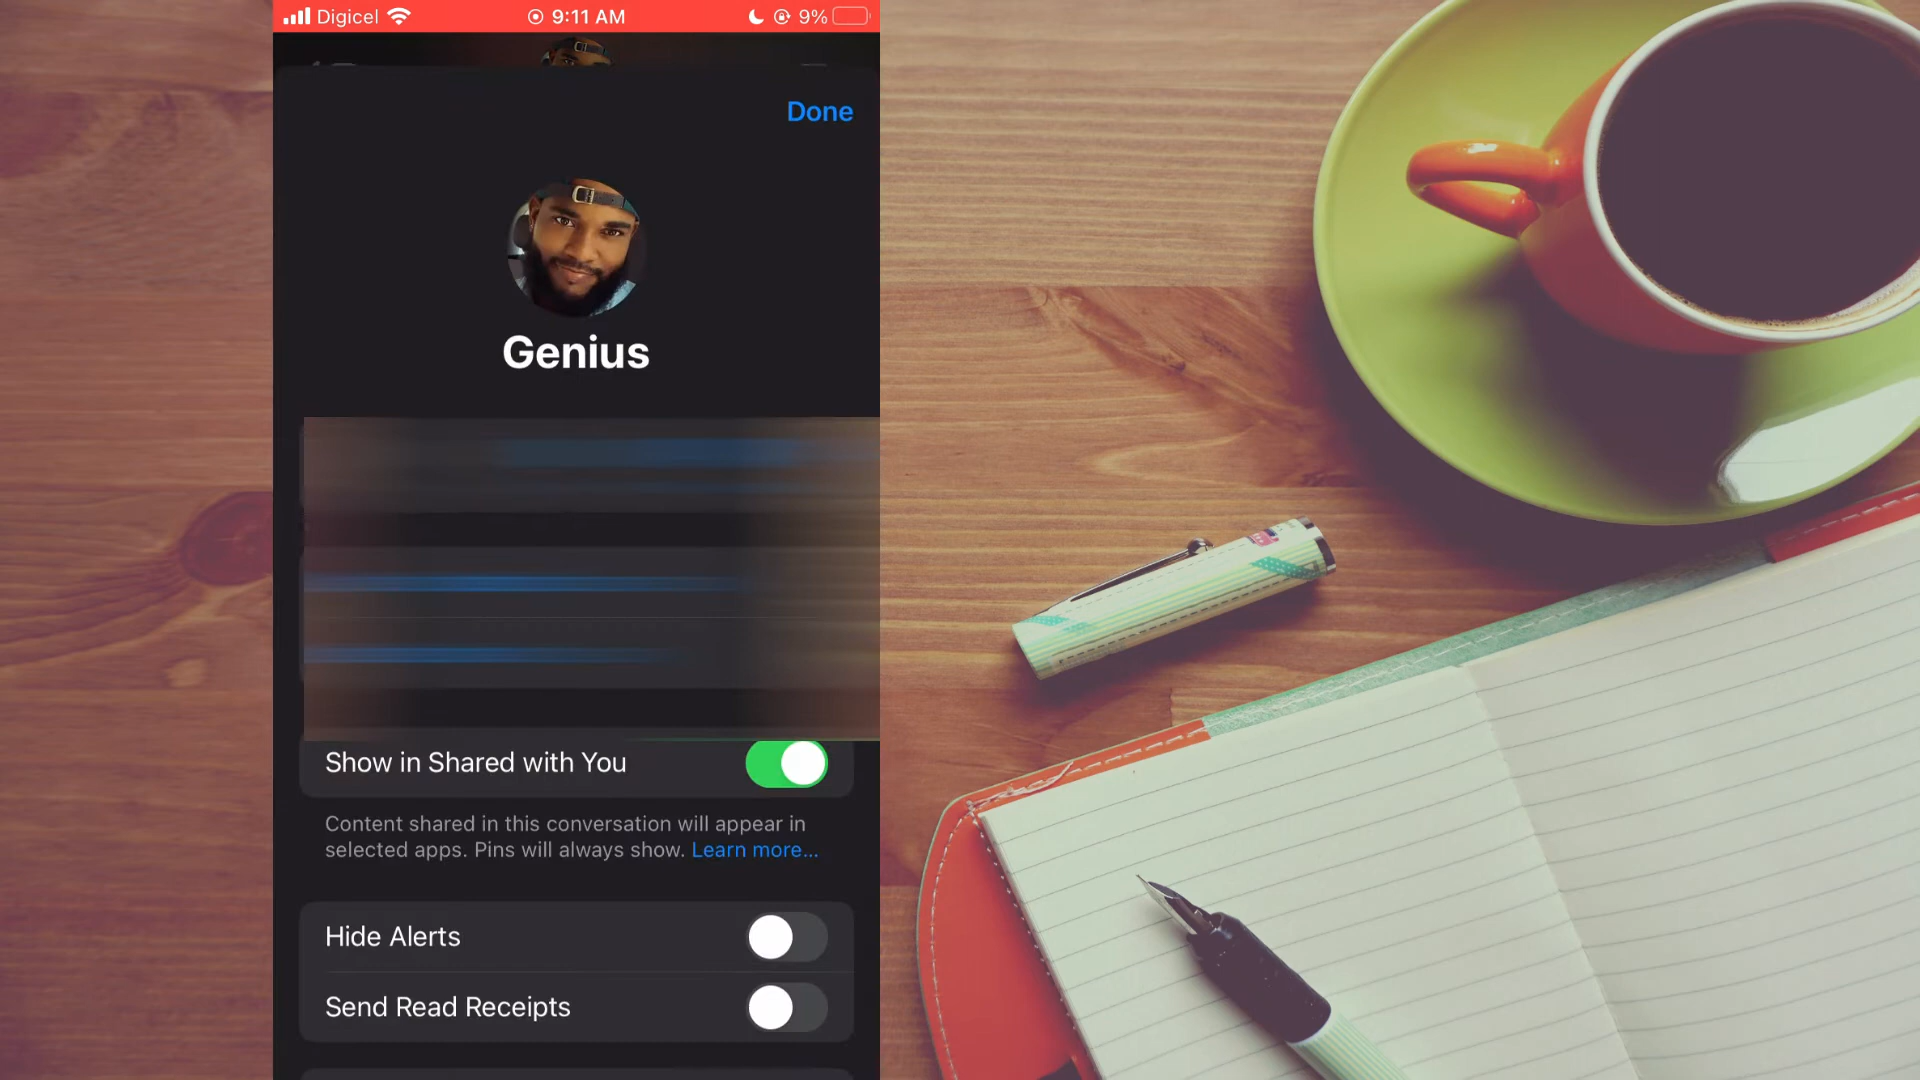 Digicel 9:11 AM 9%
Done
Genius
Show in Shared with You
Content shared in this conversation will appear in
selected apps. Pins will always show. Learn more...
Hide Alerts
Send Read Receipts